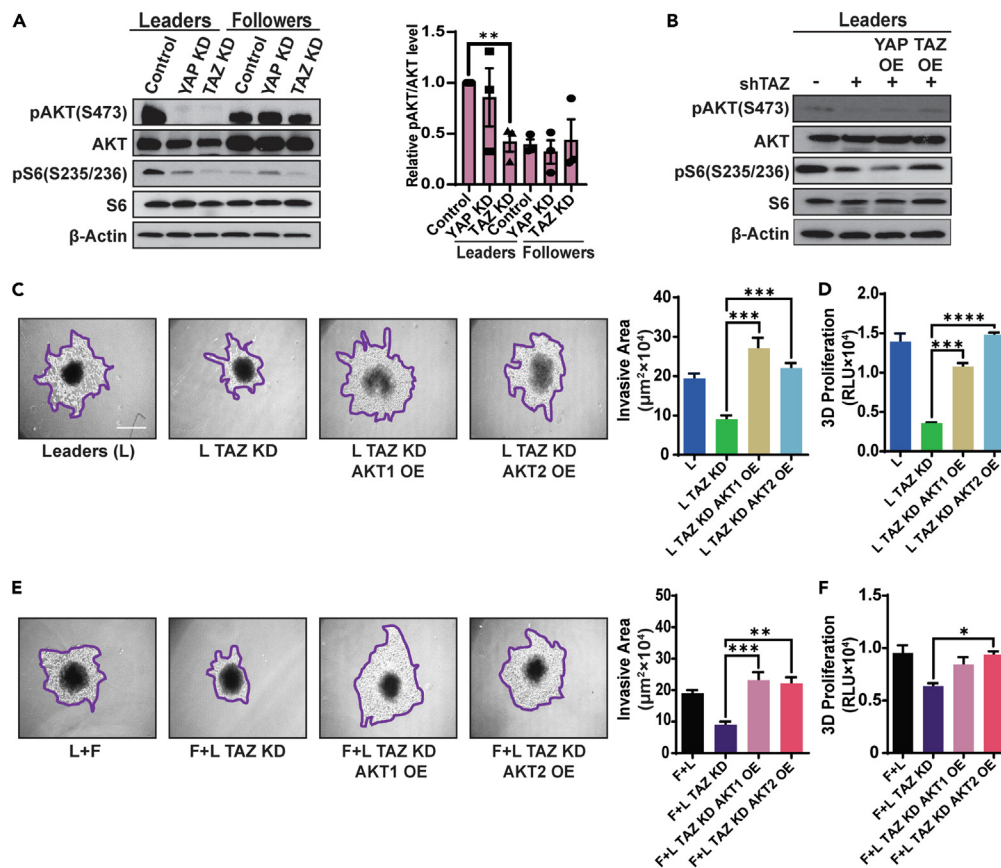 A
Leaders Followers
Control YAP KD TAZ KD Control YAP KD TAZ KD
pAKT(S473)
AKT
pS6(S235/236)
S6
β-Actin
Relative pAKT/AKT level
1.5
1.0
0.5
0.0
**
Control YAP KD TAZ KD Control YAP KD TAZ KD
Leaders Followers
B
Leaders
YAP OE TAZ OE
shTAZ - + + +
pAKT(S473)
AKT
pS6(S235/236)
S6
β-Actin
C
Leaders (L)
L TAZ KD
L TAZ KD
AKT1 OE
L TAZ KD
AKT2 OE
Invasive Area
(μm²×10⁴)
40
30
20
10
0
***
***
L
L TAZ KD
L TAZ KD AKT1 OE
L TAZ KD AKT2 OE
D
3D Proliferation
(RLU×10⁴)
2.0
1.5
1.0
0.5
0
****
***
L
L TAZ KD
L TAZ KD AKT1 OE
L TAZ KD AKT2 OE
E
L+F
F+L TAZ KD
F+L TAZ KD
AKT1 OE
F+L TAZ KD
AKT2 OE
Invasive Area
(μm²×10⁴)
50
40
30
20
10
0
**
***
F+L
F+L TAZ KD
F+L TAZ KD AKT1 OE
F+L TAZ KD AKT2 OE
F
3D Proliferation
(RLU×10⁴)
1.5
1.0
0.5
0
*
F+L
F+L TAZ KD
F+L TAZ KD AKT1 OE
F+L TAZ KD AKT2 OE